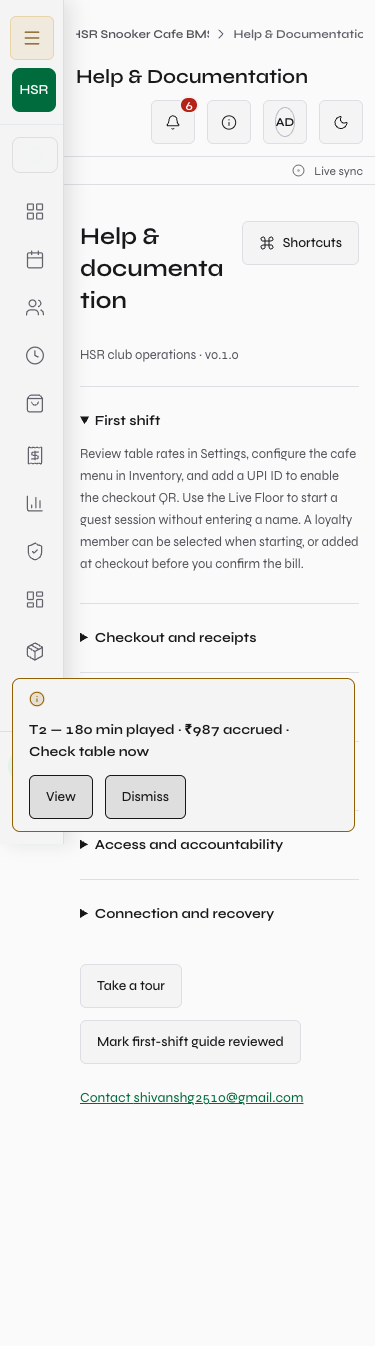 HSR Snooker Cafe BMS > Help & Documentatio
HSR
Help & Documentation
6
AD
Live sync
Help &
documenta
tion
Shortcuts
HSR club operations · v0.1.0
First shift
Review table rates in Settings, configure the cafe
menu in Inventory, and add a UPI ID to enable
the checkout QR. Use the Live Floor to start a
guest session without entering a name. A loyalty
member can be selected when starting, or added
at checkout before you confirm the bill.
Checkout and receipts
T2 — 180 min played · ₹987 accrued ·
Check table now
View
Dismiss
Access and accountability
Connection and recovery
Take a tour
Mark first-shift guide reviewed
Contact shivanshg2510@gmail.com